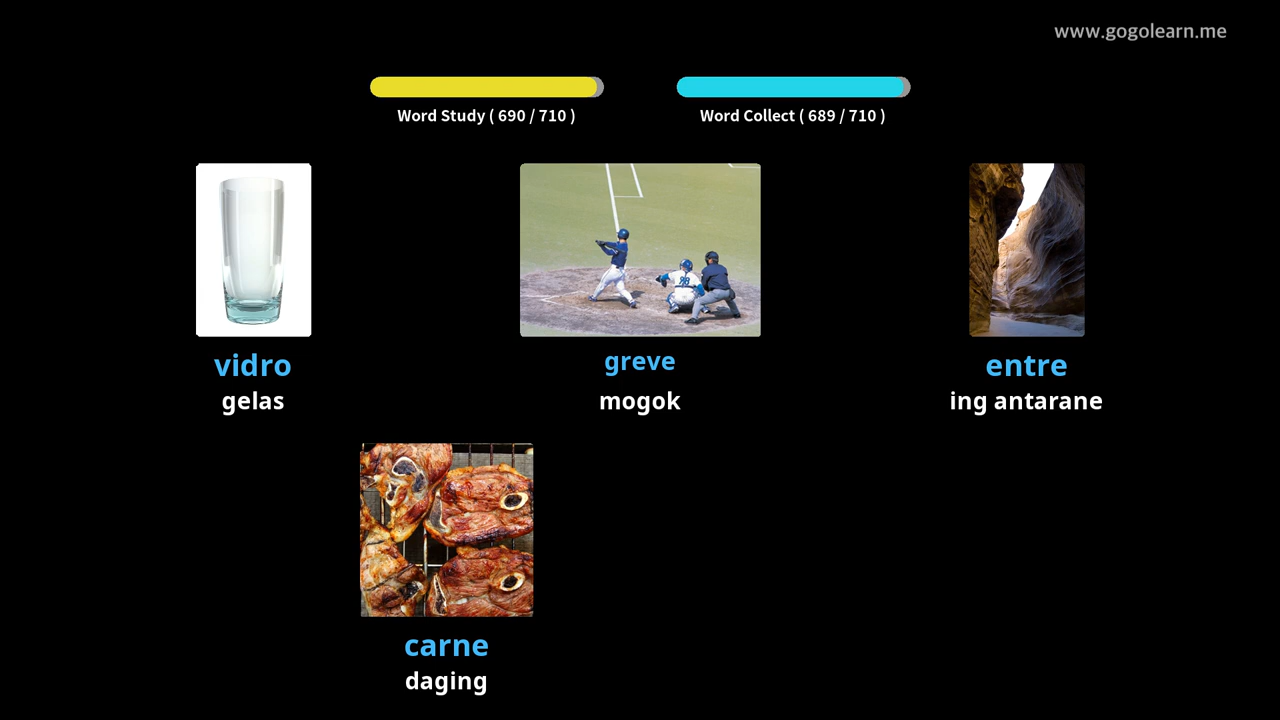 www.gogolearn.me
Word Study ( 690 / 710 )
Word Collect ( 689 / 710 )
vidro
gelas
greve
mogok
entre
ing antarane
carne
daging